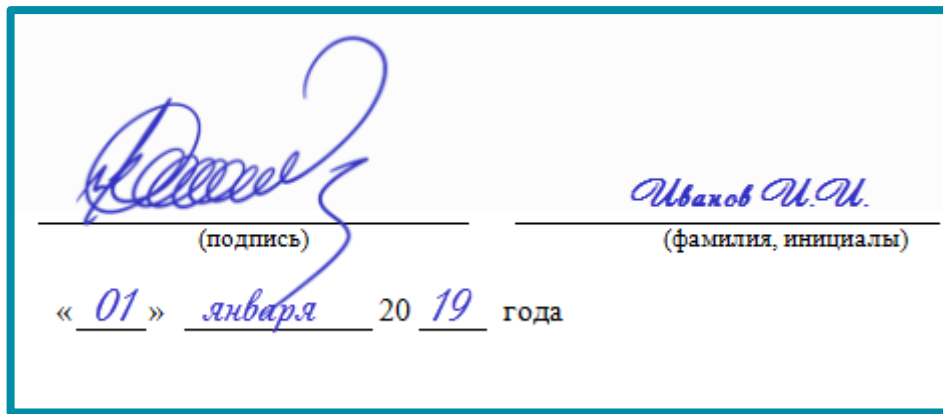 Иванов И.И.
(подпись) (фамилия, инициалы)
« 01 » января 20 19 года